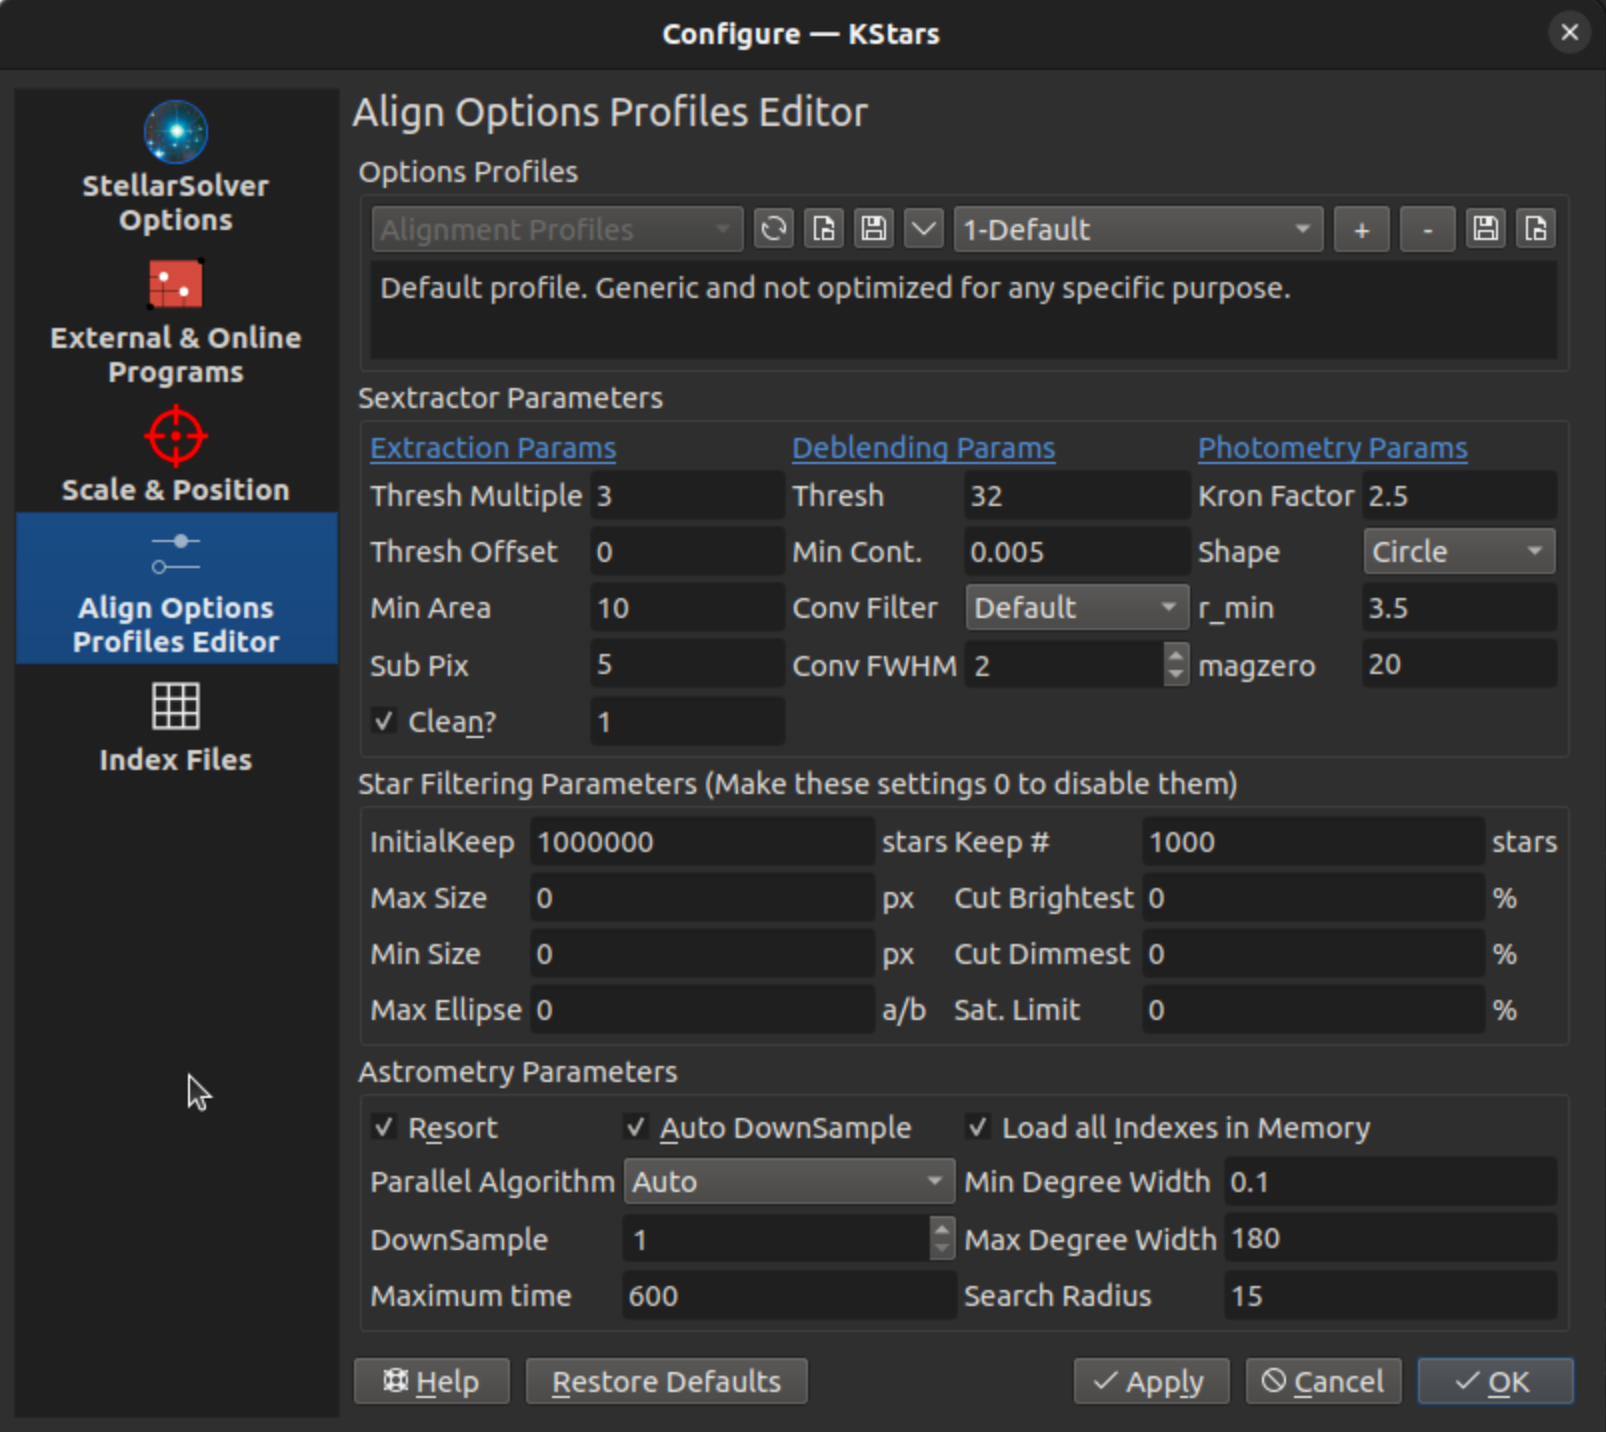 Configure — KStars
StellarSolver
Options
External & Online
Programs
Scale & Position
Align Options
Profiles Editor
Index Files
Align Options Profiles Editor
Options Profiles
Alignment Profiles 1-Default + -
Default profile. Generic and not optimized for any specific purpose.
Sextractor Parameters
Extraction Params Deblending Params Photometry Params
Thresh Multiple 3 Thresh 32 Kron Factor 2.5
Thresh Offset 0 Min Cont. 0.005 Shape Circle
Min Area 10 Conv Filter Default r_min 3.5
Sub Pix 5 Conv FWHM 2 magzero 20
Clean? 1
Star Filtering Parameters (Make these settings 0 to disable them)
InitialKeep 1000000 stars Keep # 1000 stars
Max Size 0 px Cut Brightest 0 %
Min Size 0 px Cut Dimmest 0 %
Max Ellipse 0 a/b Sat. Limit 0 %
Astrometry Parameters
Resort Auto DownSample Load all Indexes in Memory
Parallel Algorithm Auto Min Degree Width 0.1
DownSample 1 Max Degree Width 180
Maximum time 600 Search Radius 15
Help Restore Defaults Apply Cancel OK